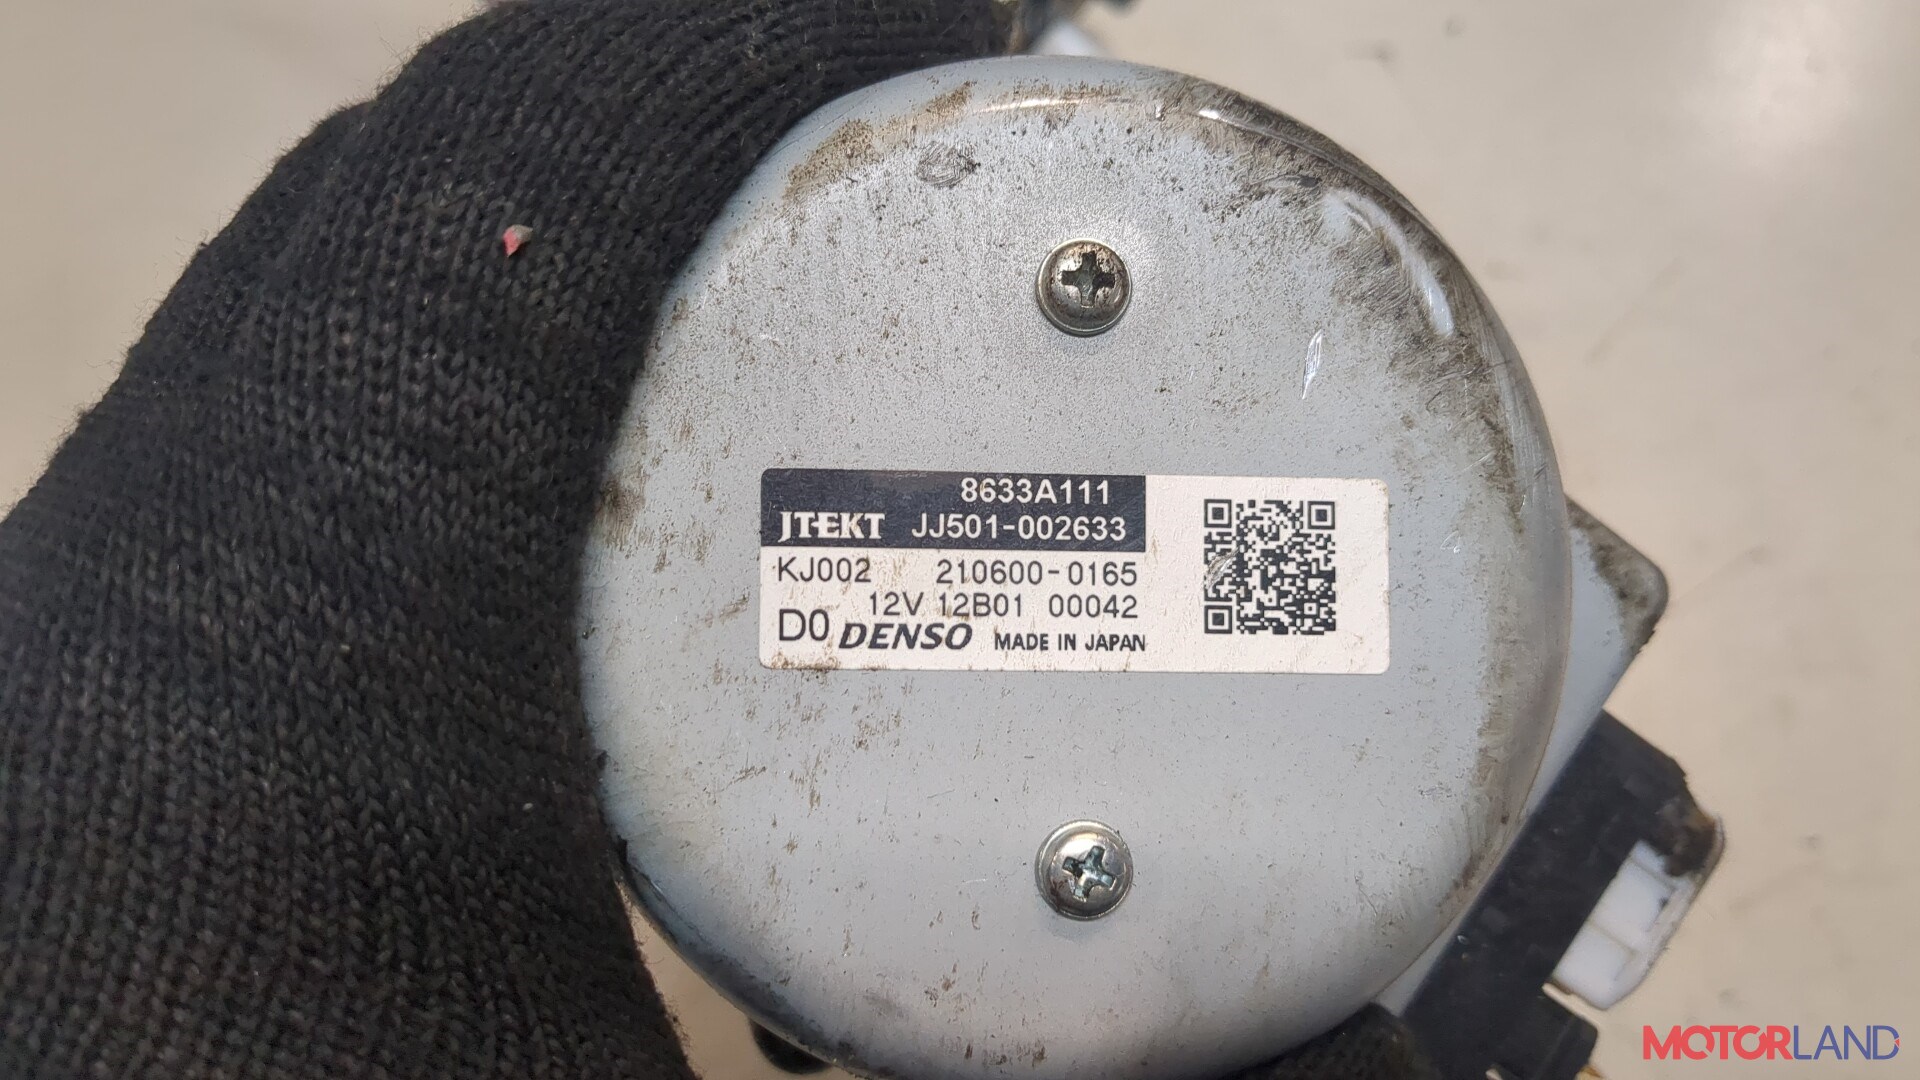 8633A111
JTEKT JJ501-002633
KJ002 210600-0165
12V 12B01 00042
D0 DENSO MADE IN JAPAN
MOTORLAND